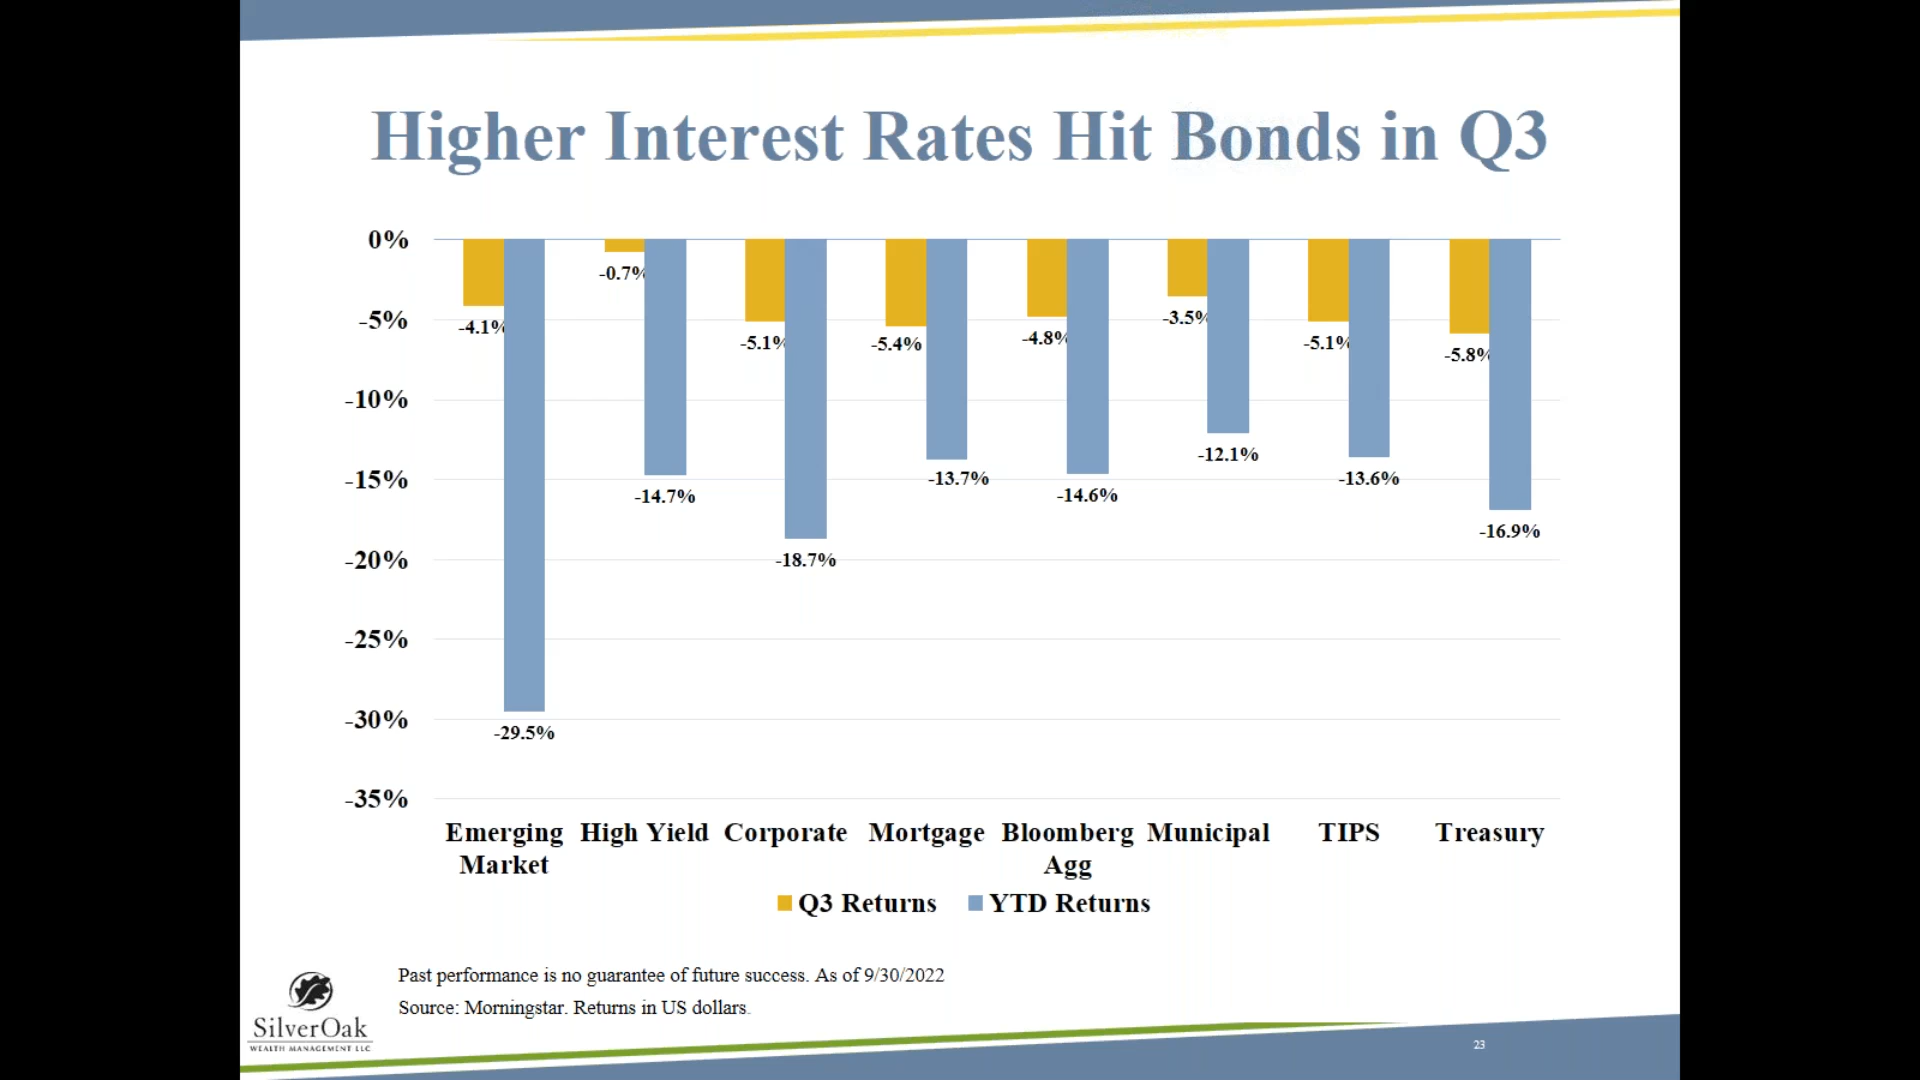 Higher Interest Rates Hit Bonds in Q3
0%
-5%
-10%
-15%
-20%
-25%
-30%
-35%
-4.1%
-29.5%
-0.7%
-14.7%
-5.1%
-18.7%
-5.4%
-13.7%
-4.8%
-14.6%
-3.5%
-12.1%
-5.1%
-13.6%
-5.8%
-16.9%
Emerging
Market
High Yield
Corporate
Mortgage
Bloomberg
Agg
Municipal
TIPS
Treasury
Q3 Returns
YTD Returns
Past performance is no guarantee of future success. As of 9/30/2022
Source: Morningstar. Returns in US dollars.
SilverOak
WEALTH MANAGEMENT LLC
23